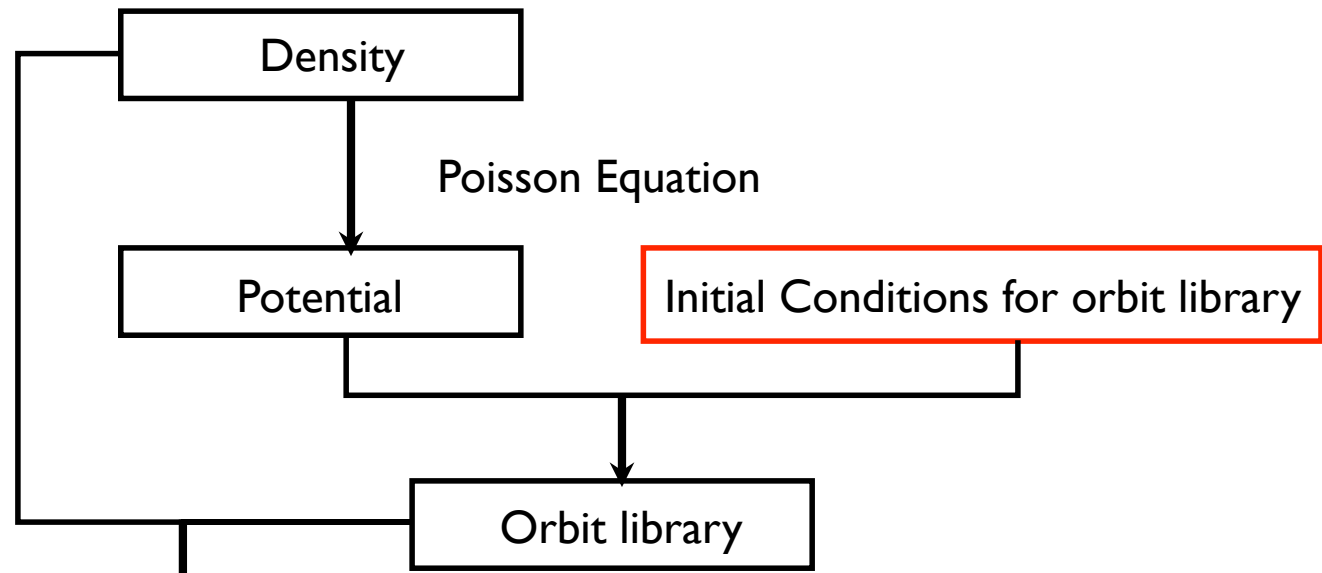 Density
Poisson Equation
Potential
Initial Conditions for orbit library
Orbit library